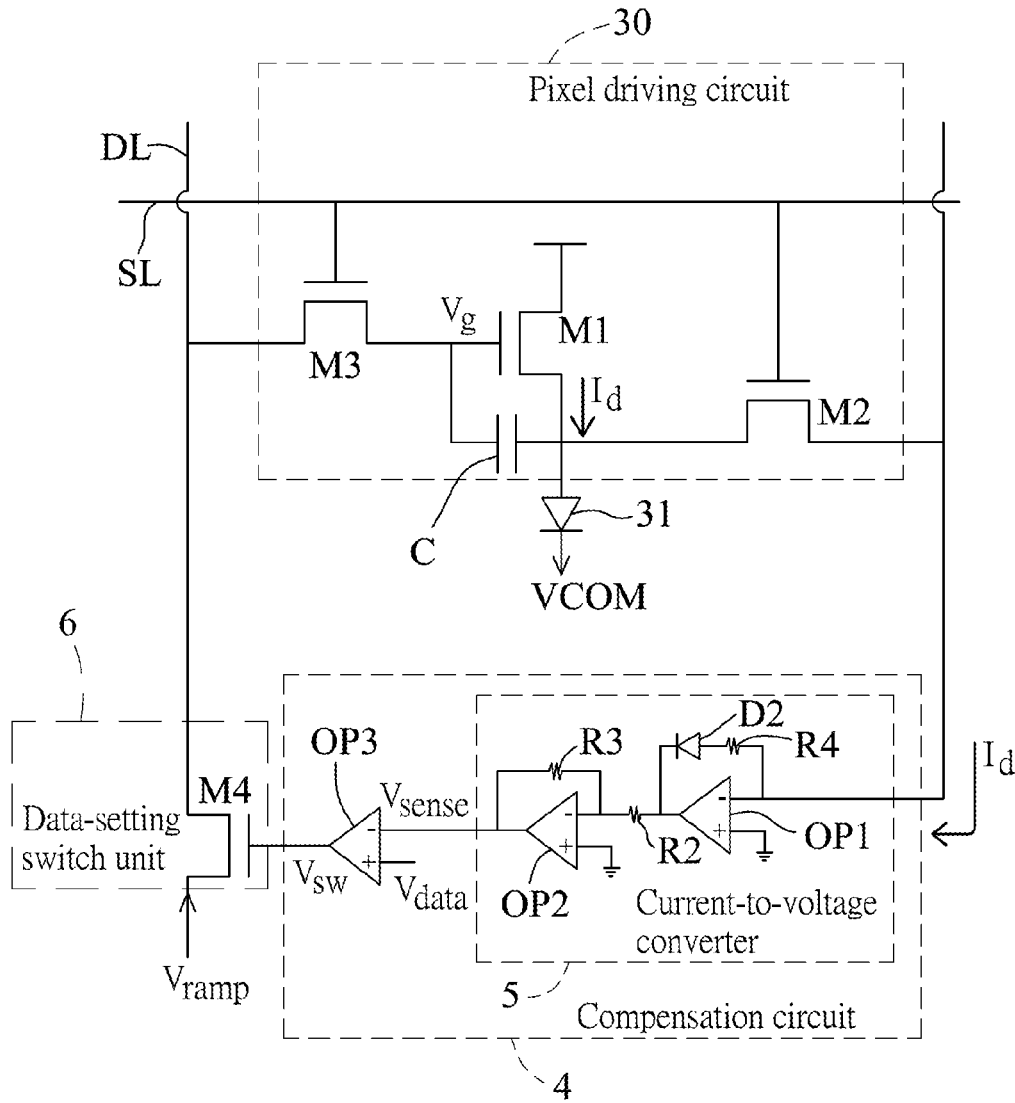 30
Pixel driving circuit
DL
SL
Vg
M1
M3
Id
M2
C
31
VCOM
6
D2
R3
R4
OP3
Id
M4
Vsense
Data-setting
switch unit
-
+
-
+
-
+
R2
OP1
Vsw
Vdata
OP2
Current-to-voltage
converter
Vramp
5
Compensation circuit
4